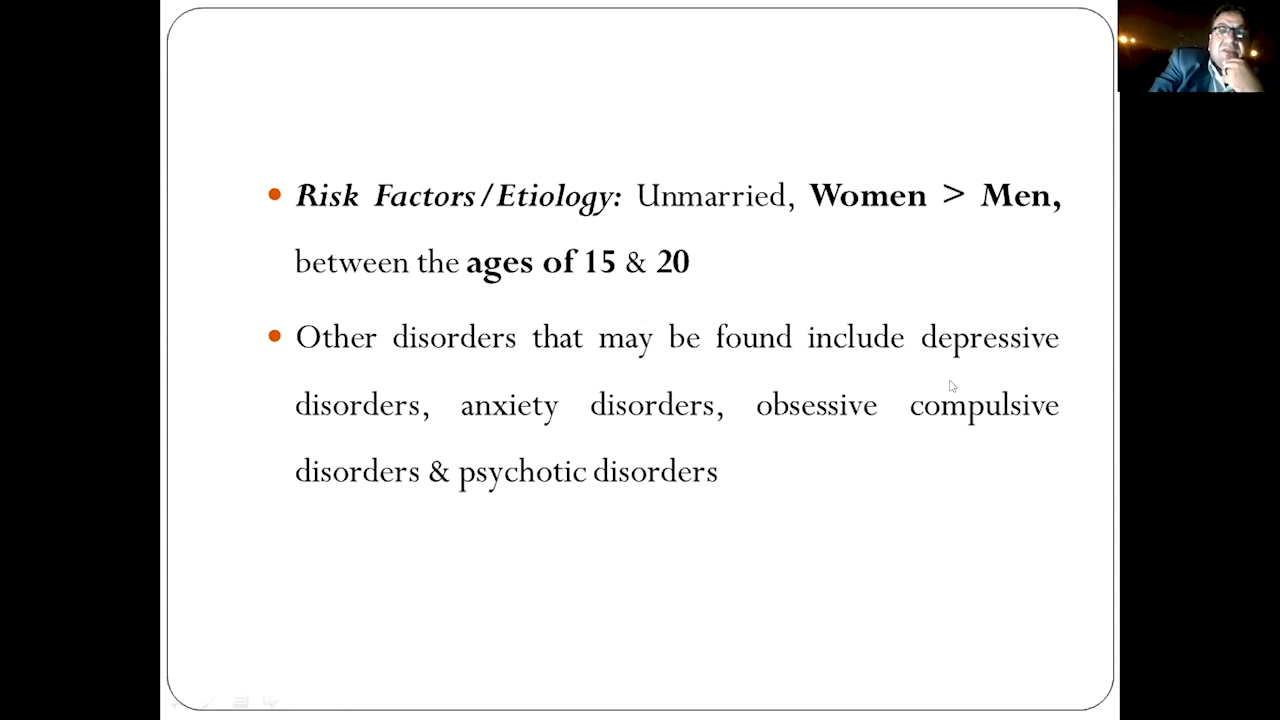 Risk Factors/Etiology: Unmarried, Women > Men,
between the ages of 15 & 20
Other disorders that may be found include depressive
disorders, anxiety disorders, obsessive compulsive
disorders & psychotic disorders